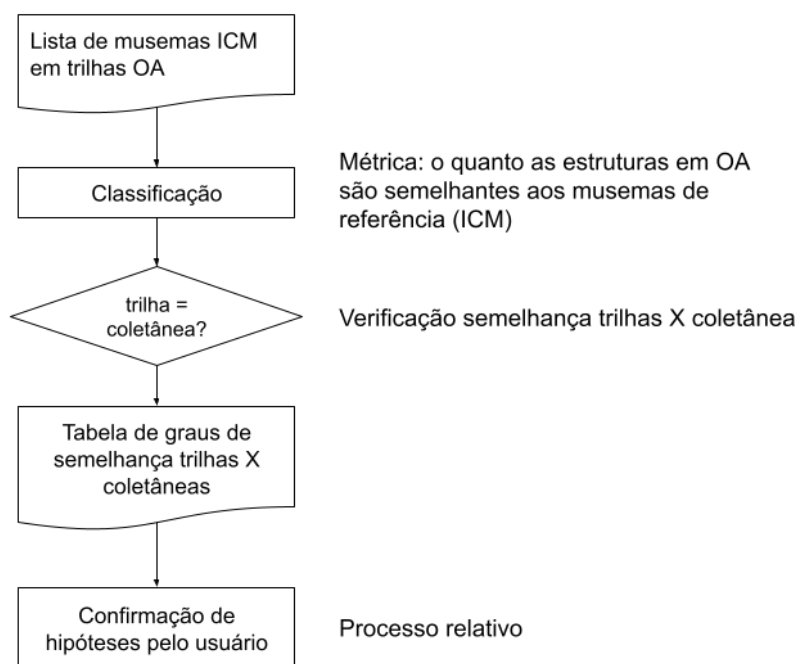 Lista de musemas ICM
em trilhas OA
Classificação
Métrica: o quanto as estruturas em OA
são semelhantes aos musemas de
referência (ICM)
trilha =
coletânea?
Verificação semelhança trilhas X coletânea
Tabela de graus de
semelhança trilhas X
coletâneas
Confirmação de
hipóteses pelo usuário
Processo relativo